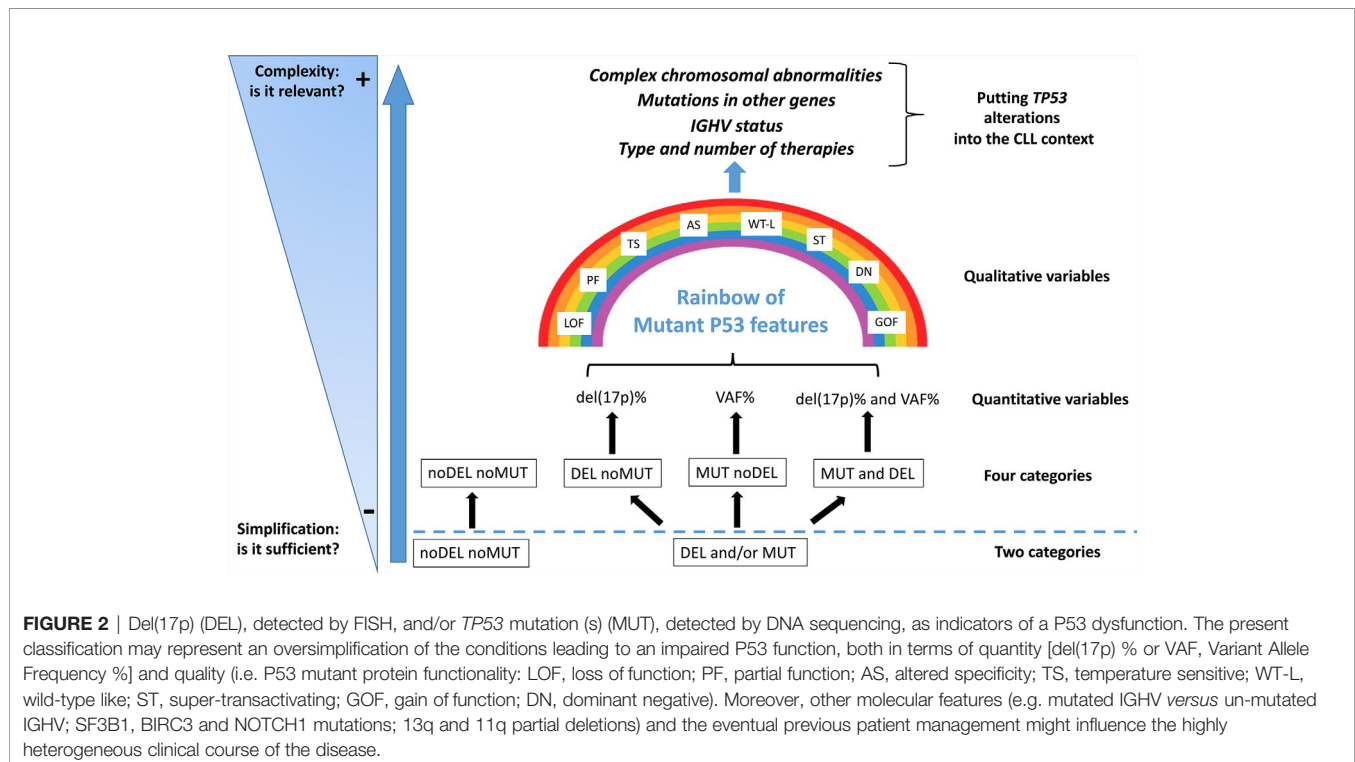 Complexity:
is it relevant?
+
Complex chromosomal abnormalities
Mutations in other genes
IGHV status
Type and number of therapies
Putting TP53
alterations
into the CLL context
LOF
PF
TS
AS
WT-L
ST
DN
GOF
Rainbow of
Mutant P53 features
Qualitative variables
del(17p)%
VAF%
del(17p)% and VAF%
Quantitative variables
noDEL noMUT
DEL noMUT
MUT noDEL
MUT and DEL
Four categories
-
Simplification:
is it sufficient?
noDEL noMUT
DEL and/or MUT
Two categories
FIGURE 2 | Del(17p) (DEL), detected by FISH, and/or TP53 mutation (s) (MUT), detected by DNA sequencing, as indicators of a P53 dysfunction. The present
classification may represent an oversimplification of the conditions leading to an impaired P53 function, both in terms of quantity [del(17p) % or VAF, Variant Allele
Frequency %] and quality (i.e. P53 mutant protein functionality: LOF, loss of function; PF, partial function; AS, altered specificity; TS, temperature sensitive; WT-L,
wild-type like; ST, super-transactivating; GOF, gain of function; DN, dominant negative). Moreover, other molecular features (e.g. mutated IGHV versus un-mutated
IGHV; SF3B1, BIRC3 and NOTCH1 mutations; 13q and 11q partial deletions) and the eventual previous patient management might influence the highly
heterogeneous clinical course of the disease.